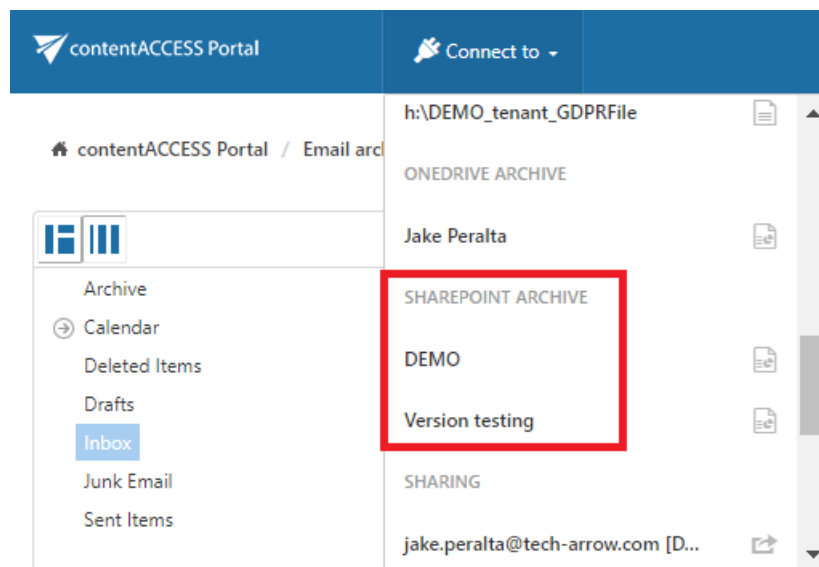 contentACCESS Portal
Connect to
h:\DEMO_tenant_GDPRFile
contentACCESS Portal / Email arc
ONEDRIVE ARCHIVE
Jake Peralta
Archive
SHAREPOINT ARCHIVE
Calendar
DEMO
Deleted Items
Drafts
Version testing
Inbox
Junk Email
SHARING
Sent Items
jake.peralta@tech-arrow.com [D...